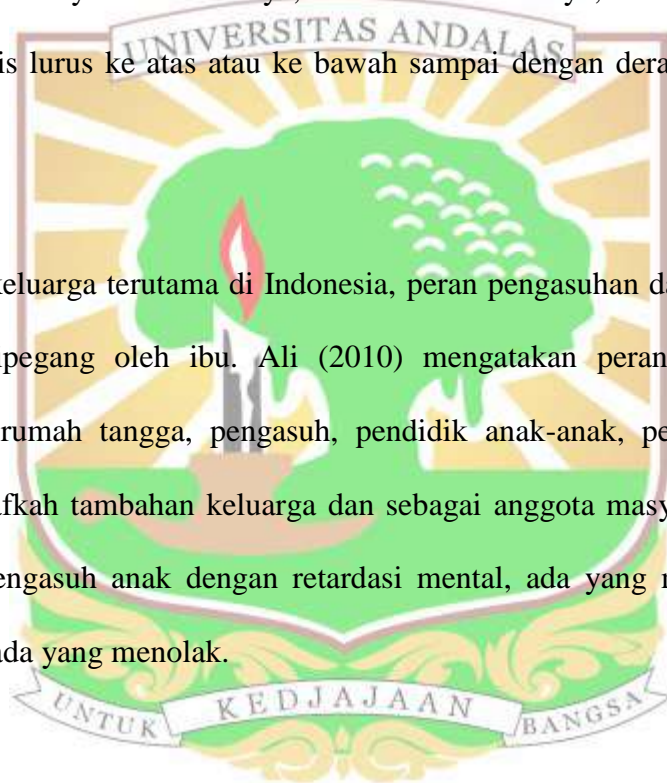 UNIVERSITAS ANDALAS
is lurus ke atas atau ke bawah sampai dengan dera
keluarga terutama di Indonesia, peran pengasuhan da
pegang oleh ibu. Ali (2010) mengatakan peran
rumah tangga, pengasuh, pendidik anak-anak, pe
afkah tambahan keluarga dan sebagai anggota masy
engasuh anak dengan retardasi mental, ada yang
ada yang menolak.
UNTUK KEDJAJAAN BANGSA